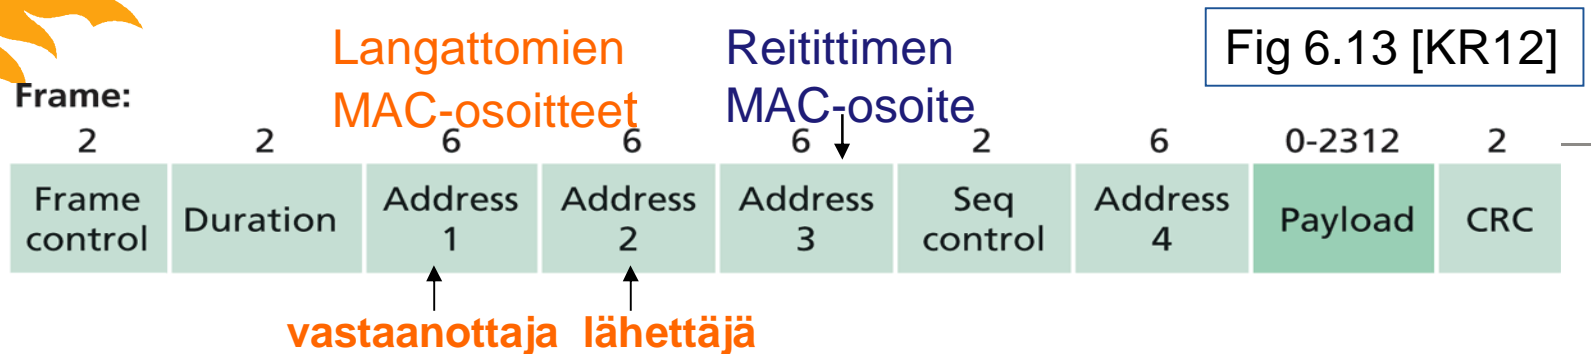 Langattomien
MAC-osoitteet
Reitittimen
MAC-osoite
Fig 6.13 [KR12]
Frame:
2 2 6 6 6 2 6 0-2312 2
Frame control
Duration
Address 1
Address 2
Address 3
Seq control
Address 4
Payload
CRC
vastaanottaja lähettäjä